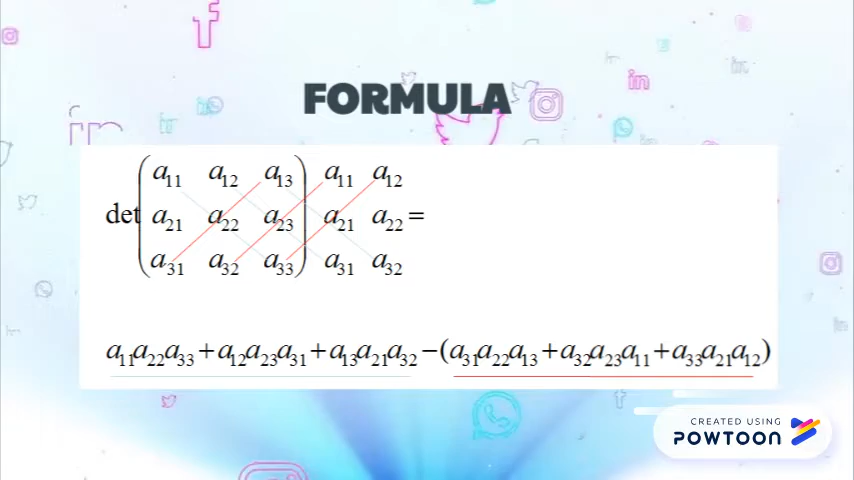 FORMULA
a11 a12 a13 a11 a12
det a21 a22 a23 a21 a22 =
a31 a32 a33 a31 a32
a11a22a33 + a12a23a31 + a13a21a32 − (a31a22a13 + a32a23a11 + a33a21a12)
CREATED USING
POWTOON